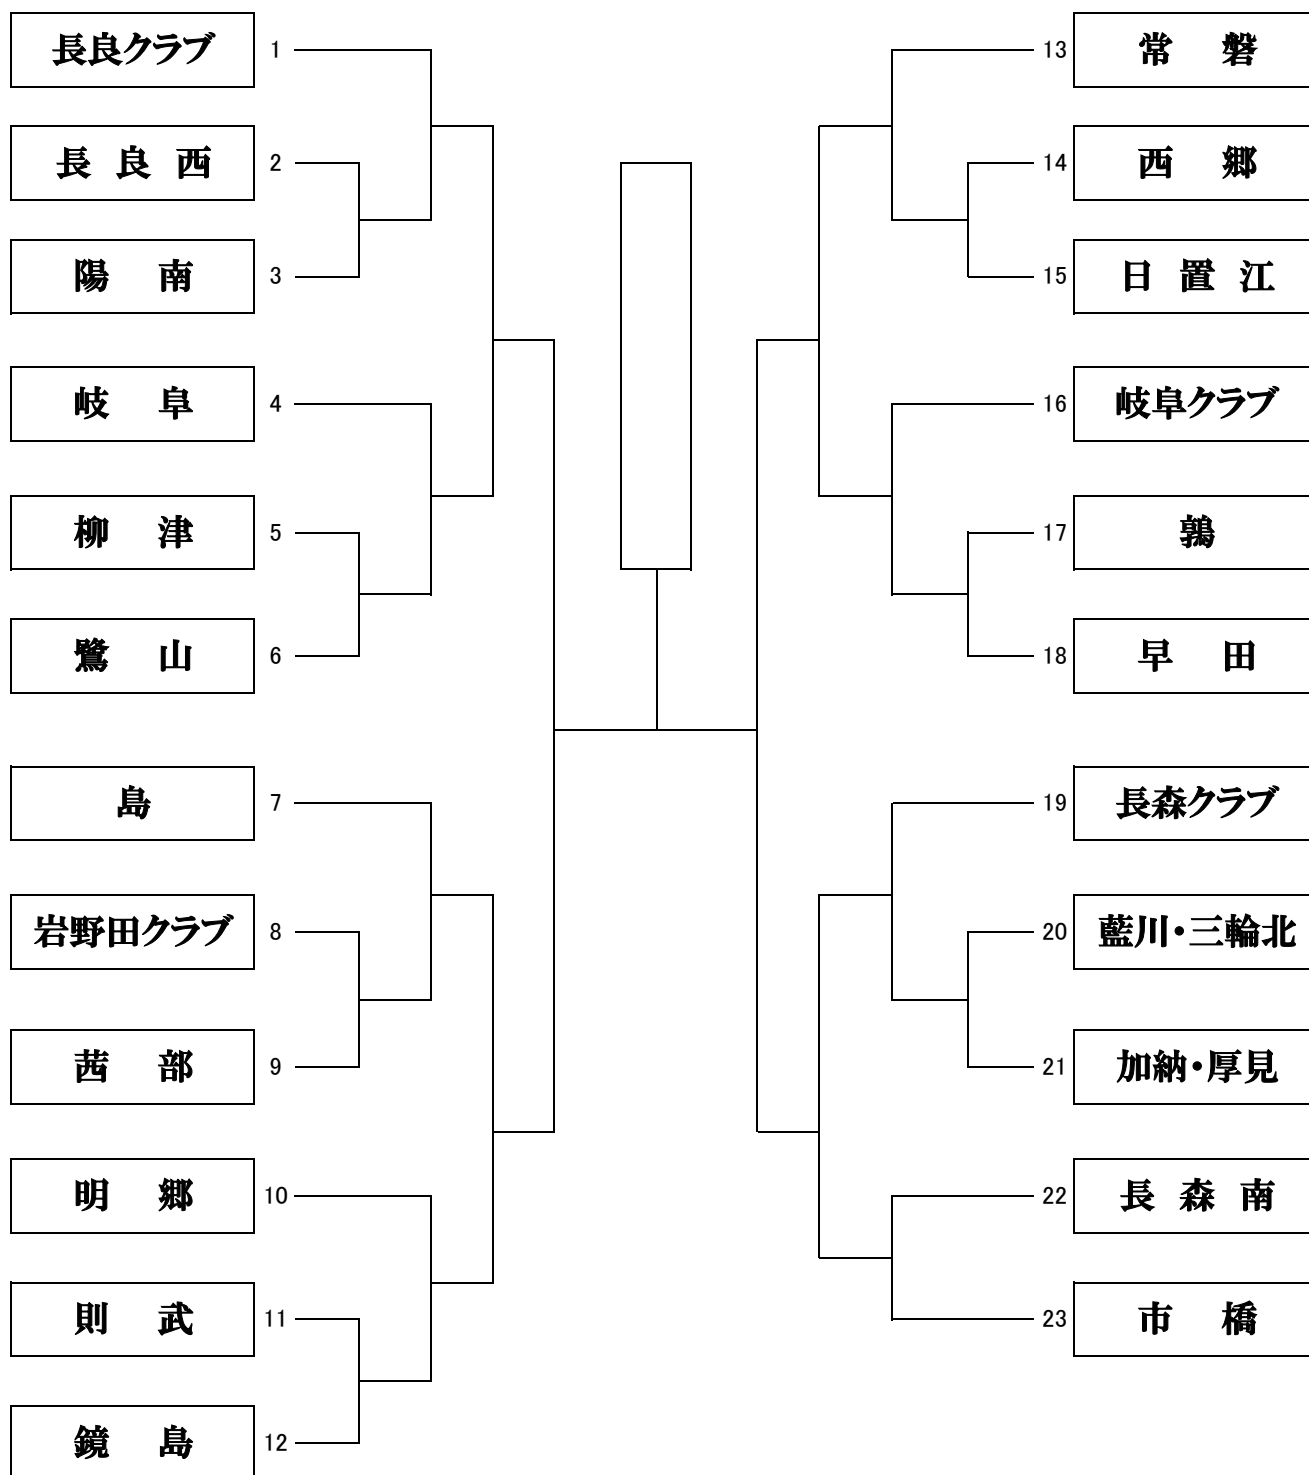 長良クラブ 1
長良西 2
陽南 3
岐阜 4
柳津 5
鷺山 6
島 7
岩野田クラブ 8
茜部 9
明郷 10
則武 11
鏡島 12
13 常磐
14 西郷
15 日置江
16 岐阜クラブ
17 鶉
18 早田
19 長森クラブ
20 藍川・三輪北
21 加納・厚見
22 長森南
23 市橋